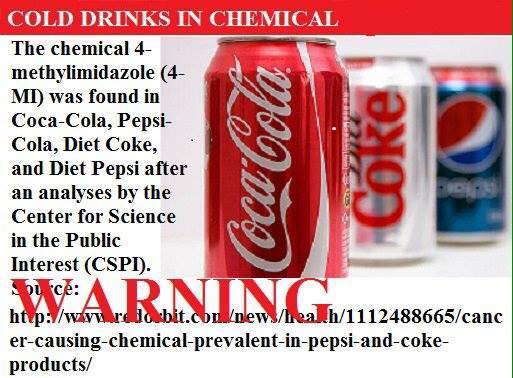 COLD DRINKS IN CHEMICAL
The chemical 4-
methylimidazole (4-
MI) was found in
Coca-Cola, Pepsi-
Cola, Diet Coke,
and Diet Pepsi after
an analyses by the
Center for Science
in the Public
Interest (CSPI).
Source:
WARNING
http://www.redorbit.com/news/health/1112488665/canc
er-causing-chemical-prevalent-in-pepsi-and-coke-
products/
Coca-Cola
Diet
Coke
pepsi